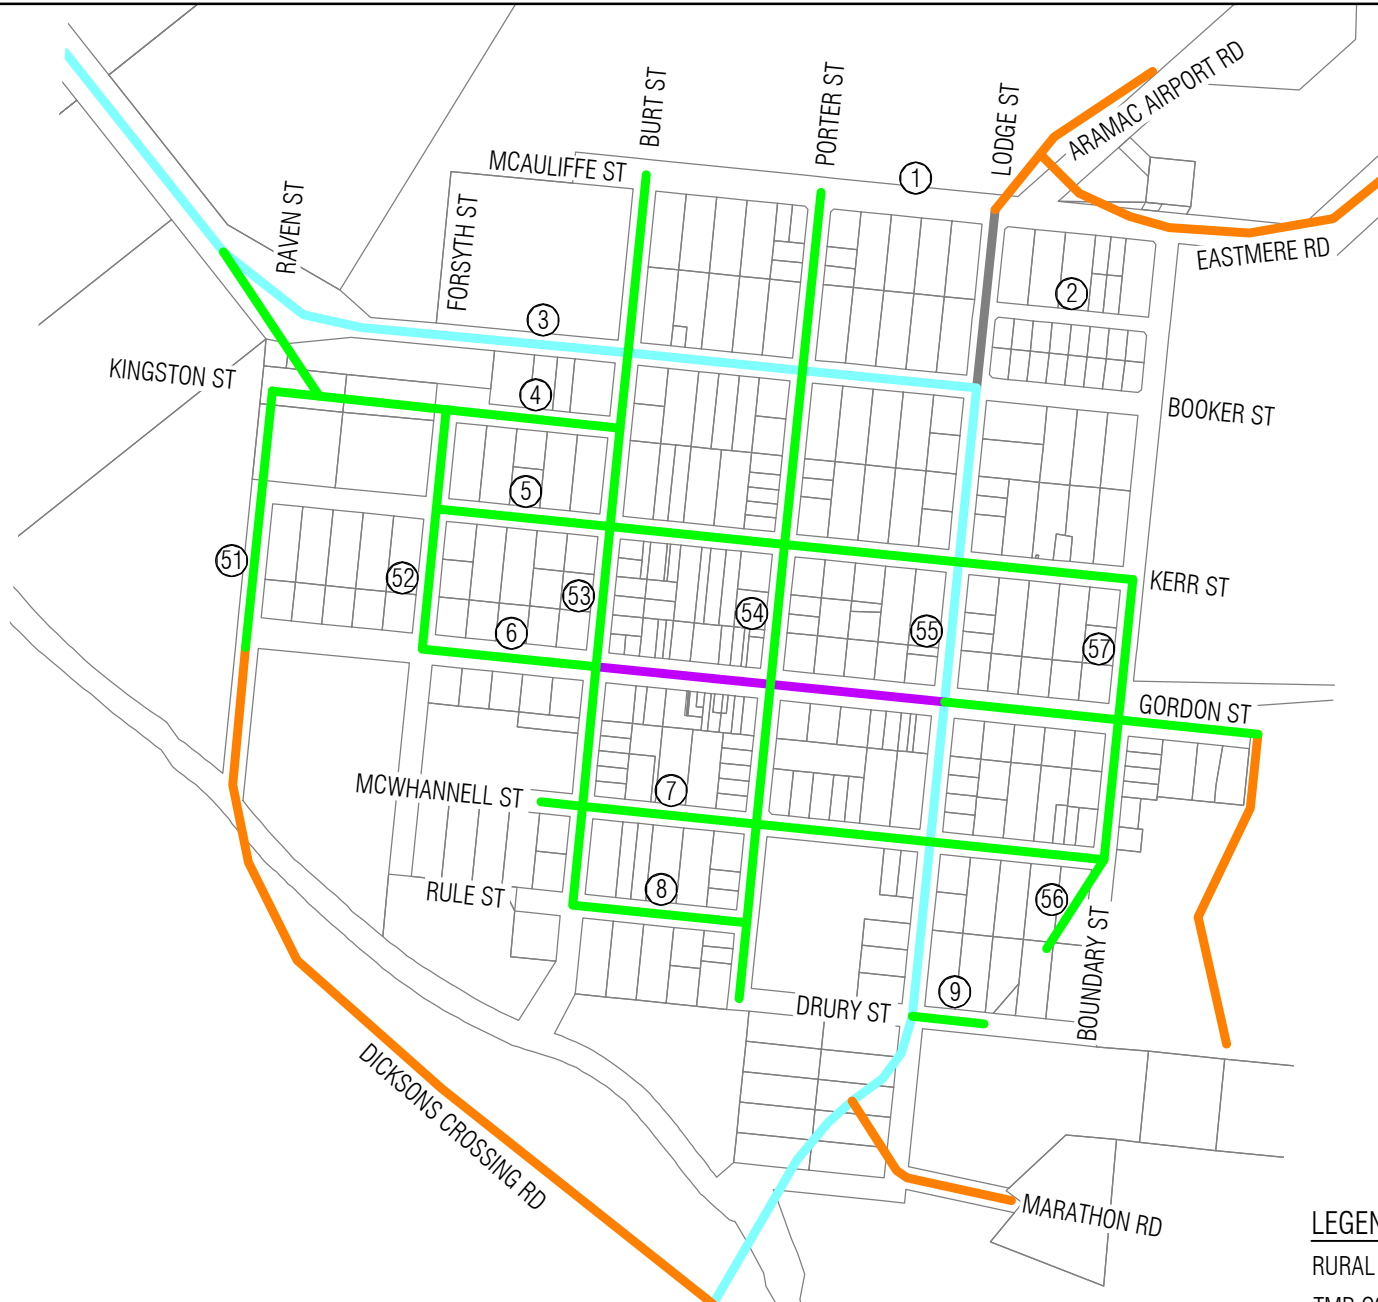 ARAMAC AIRPORT RD
BURT ST
PORTER ST
LODGE ST
MCAULIFFE ST
1
RAVEN ST
FORSYTH ST
EASTMERE RD
2
3
KINGSTON ST
4
BOOKER ST
5
51
52
53
KERR ST
54
6
55
57
GORDON ST
MCWHANNELL ST
7
RULE ST
8
56
BOUNDARY ST
9
DRURY ST
DICKSONS CROSSING RD
MARATHON RD
LEGEN
RURAL